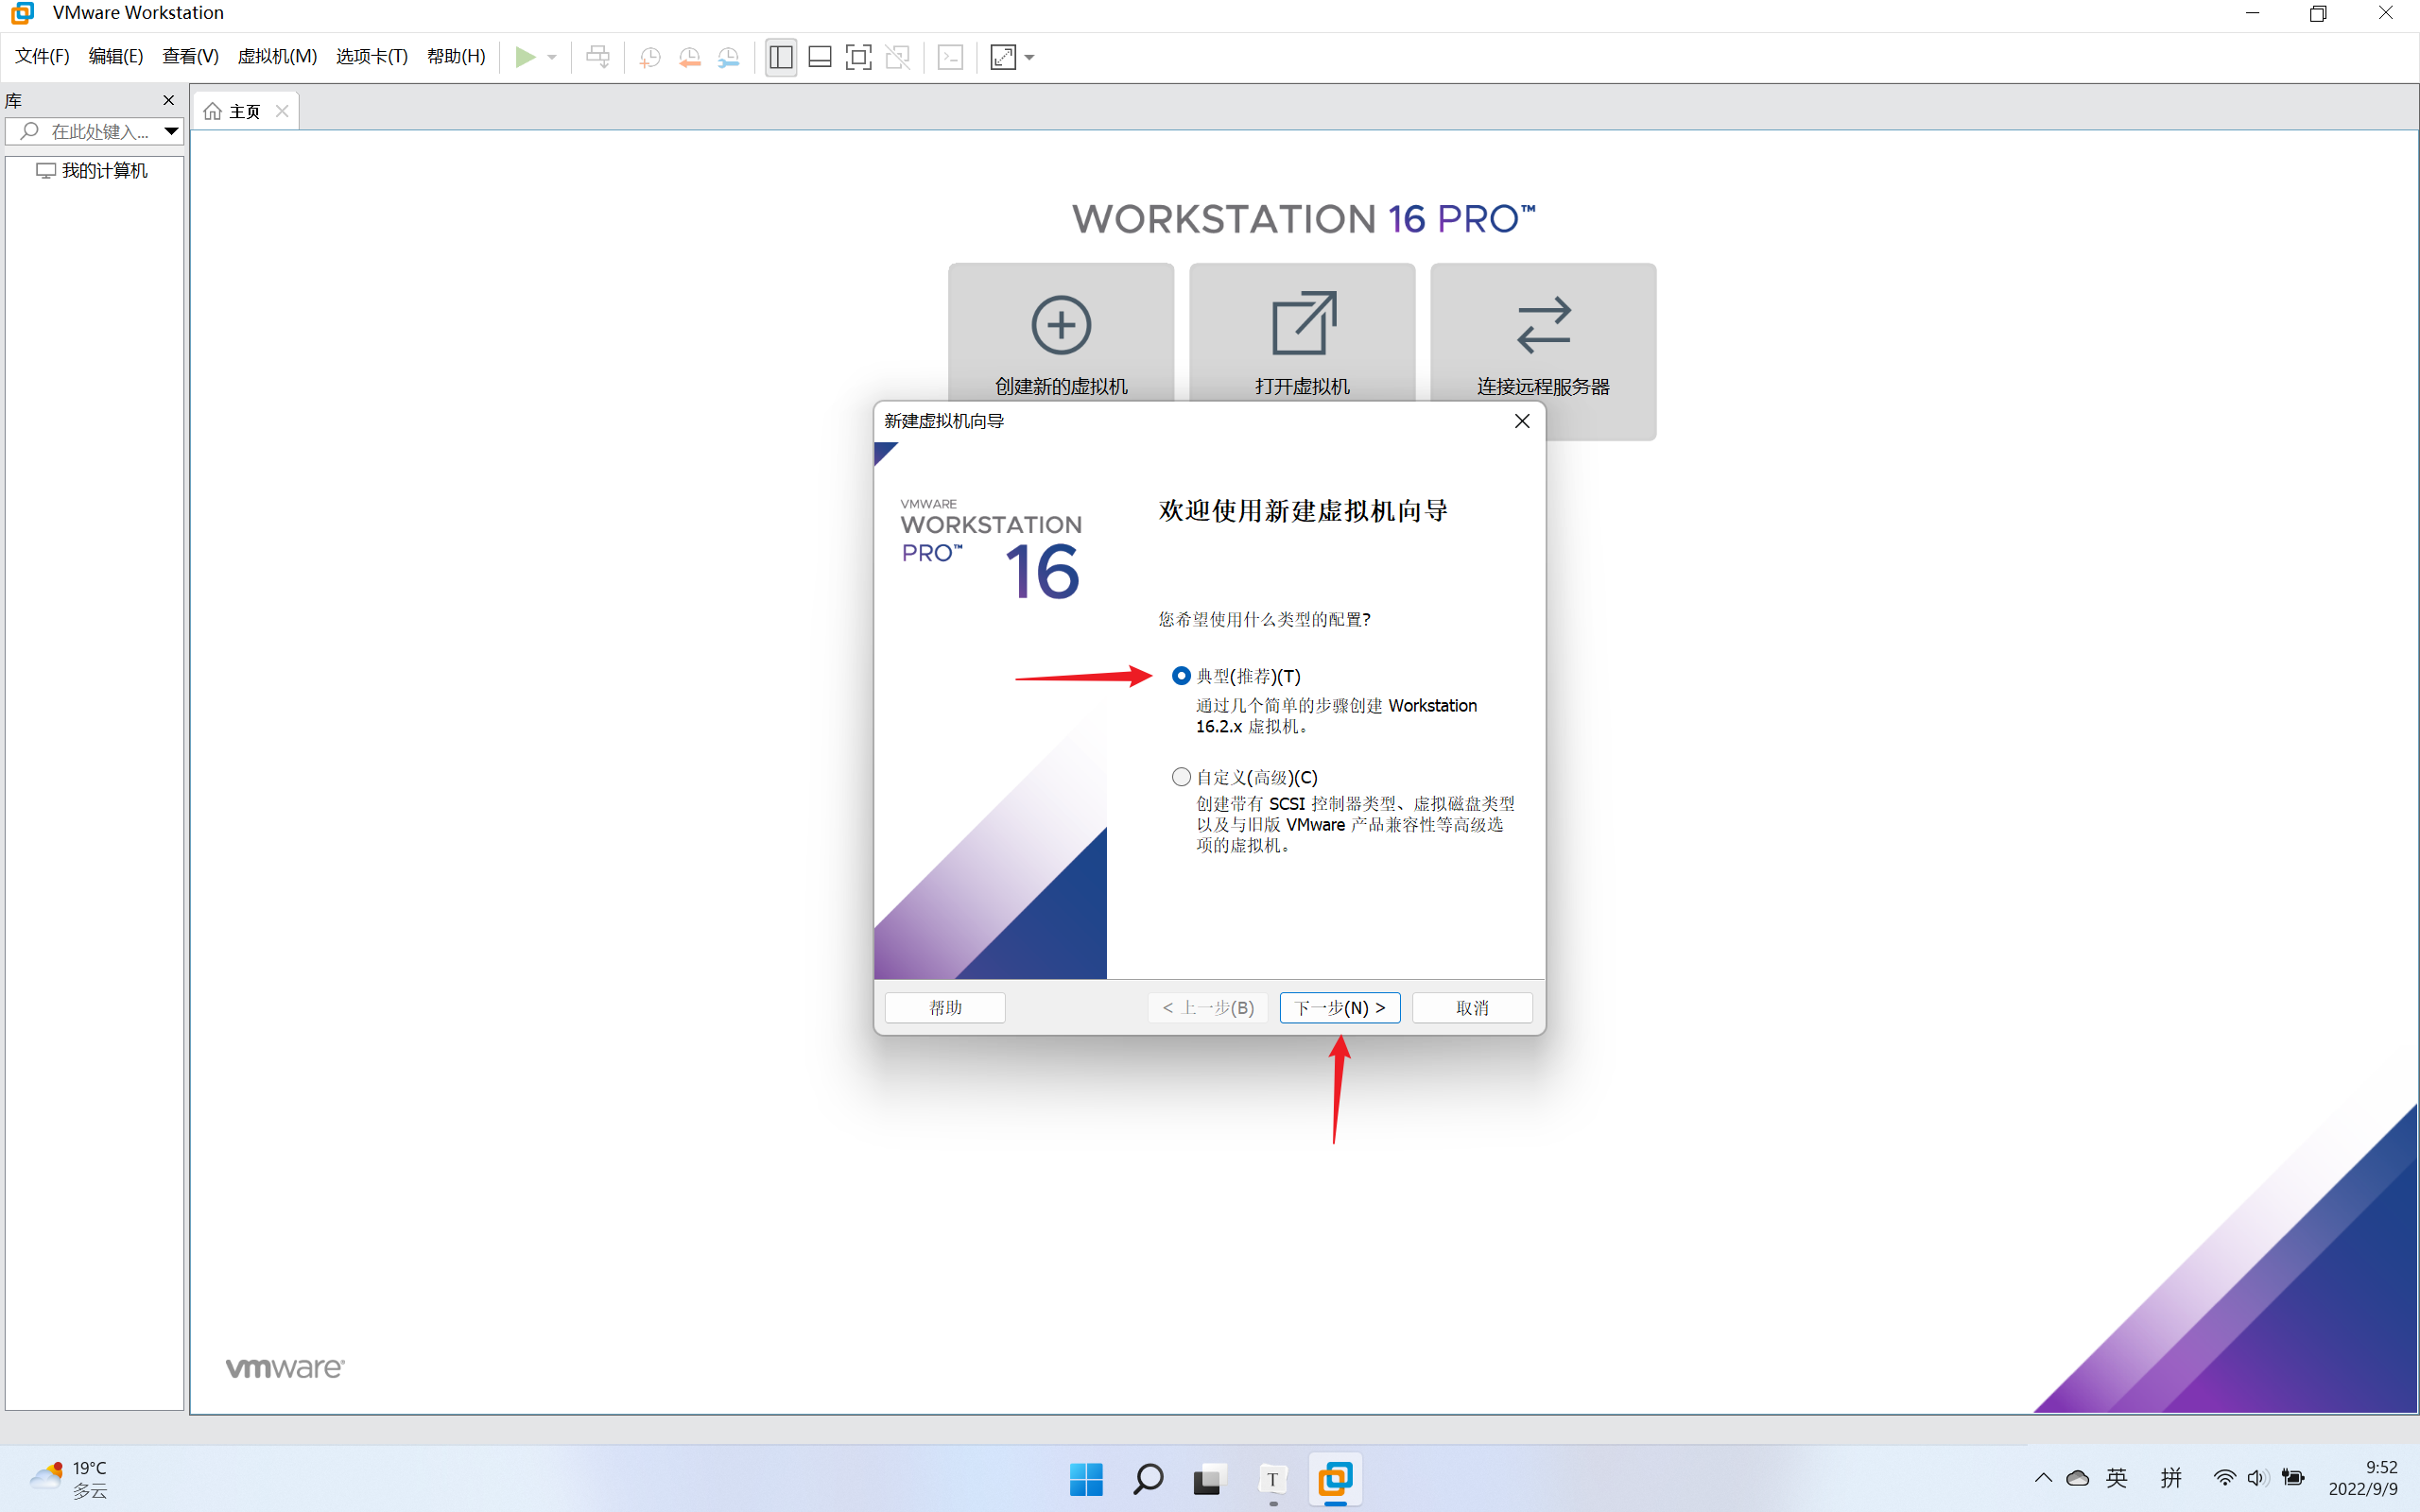 VMware Workstation
文件(F) 编辑(E) 查看(V) 虚拟机(M) 选项卡(T) 帮助(H)
库
在此处键入...
我的计算机
主页
WORKSTATION 16 PRO™
创建新的虚拟机
打开虚拟机
连接远程服务器
新建虚拟机向导
VMWARE
WORKSTATION
PRO™ 16
欢迎使用新建虚拟机向导
您希望使用什么类型的配置?
典型(推荐)(T)
通过几个简单的步骤创建 Workstation
16.2.x 虚拟机。
自定义(高级)(C)
创建带有 SCSI 控制器类型、虚拟磁盘类型
以及与旧版 VMware 产品兼容性等高级选
项的虚拟机。
帮助
< 上一步(B)
下一步(N) >
取消
vmware®
19°C
多云
T
英
拼
9:52
2022/9/9